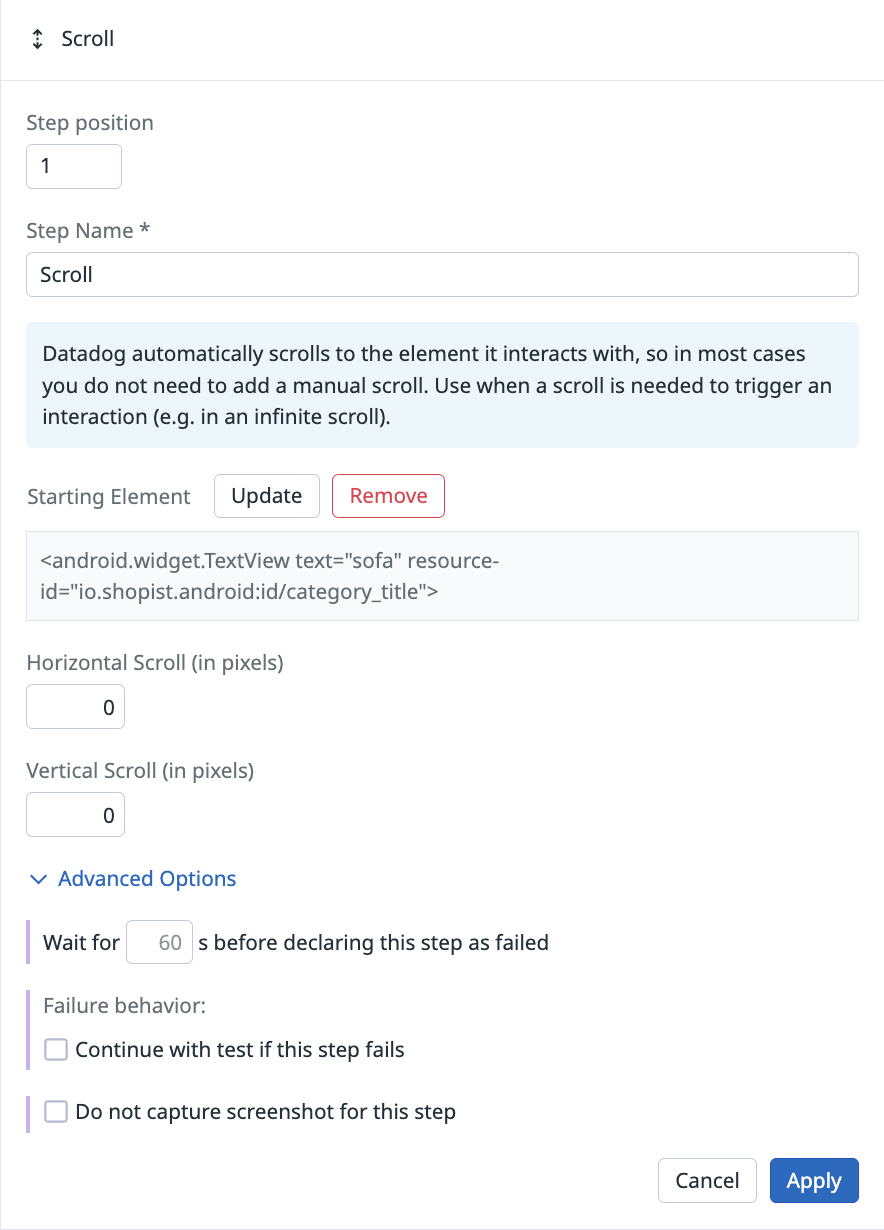 Scroll
Step position
1
Step Name *
Scroll
Datadog automatically scrolls to the element it interacts with, so in most cases
you do not need to add a manual scroll. Use when a scroll is needed to trigger an
interaction (e.g. in an infinite scroll).
Starting Element Update Remove
<android.widget.TextView text="sofa" resource-
id="io.shopist.android:id/category_title">
Horizontal Scroll (in pixels)
0
Vertical Scroll (in pixels)
0
Advanced Options
Wait for 60 s before declaring this step as failed
Failure behavior:
Continue with test if this step fails
Do not capture screenshot for this step
Cancel Apply